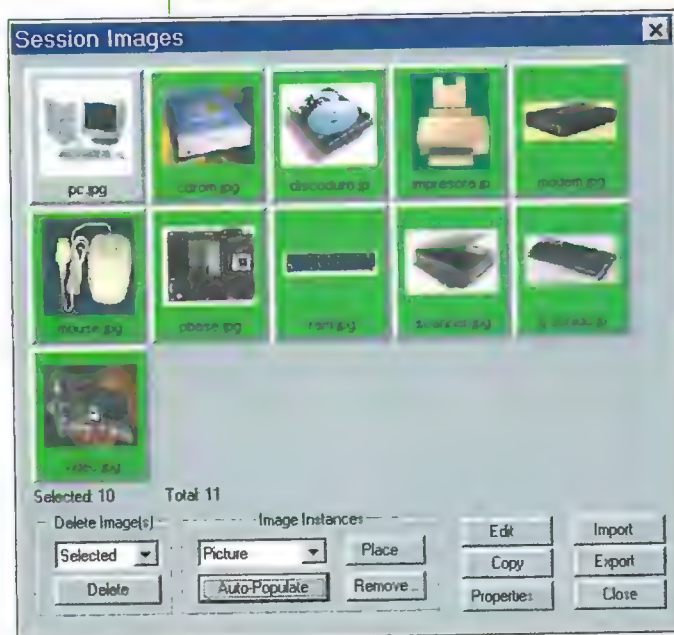 Session Images
pc.jpg
cdrom.jpg
discoduro.jp
impresora.jp
modem.jpg
mouse.jpg
pbase.jpg
ram.jpg
scanner.jpg
video.jpg
Selected: 10 Total: 11
Delete Image(s)
Image Instances
Selected
Picture
Place
Edit
Import
Delete
Auto-Populate
Remove...
Copy
Export
Properties
Close